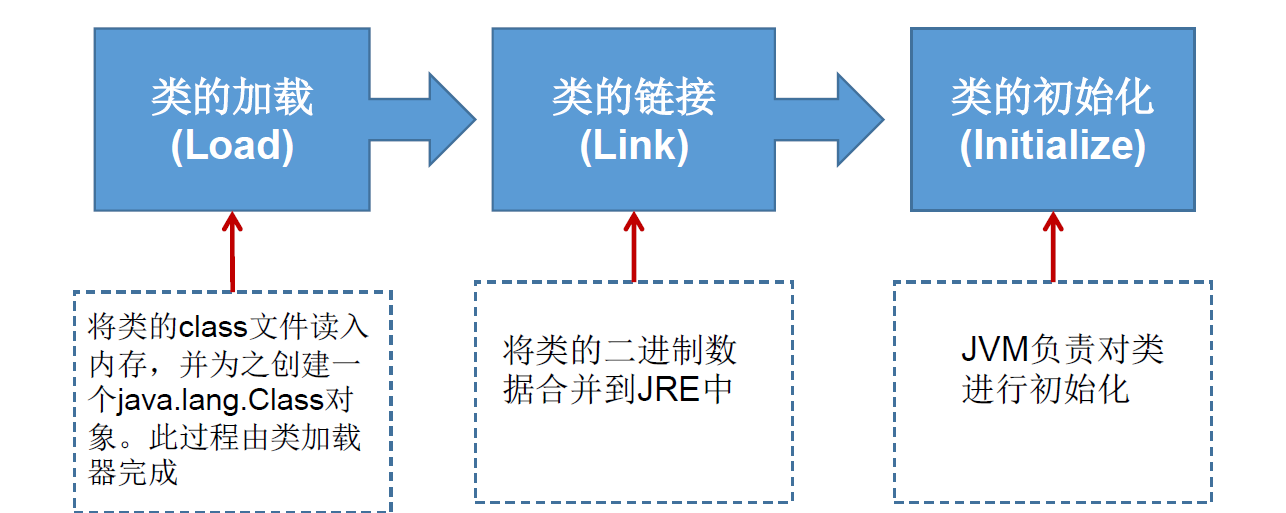 类的加载
(Load)
类的链接
(Link)
类的初始化
(Initialize)
将类的class文件读入
内存，并为之创建一
个java.lang.Class对
象。此过程由类加载
器完成
将类的二进制数
据合并到JRE中
JVM负责对类
进行初始化